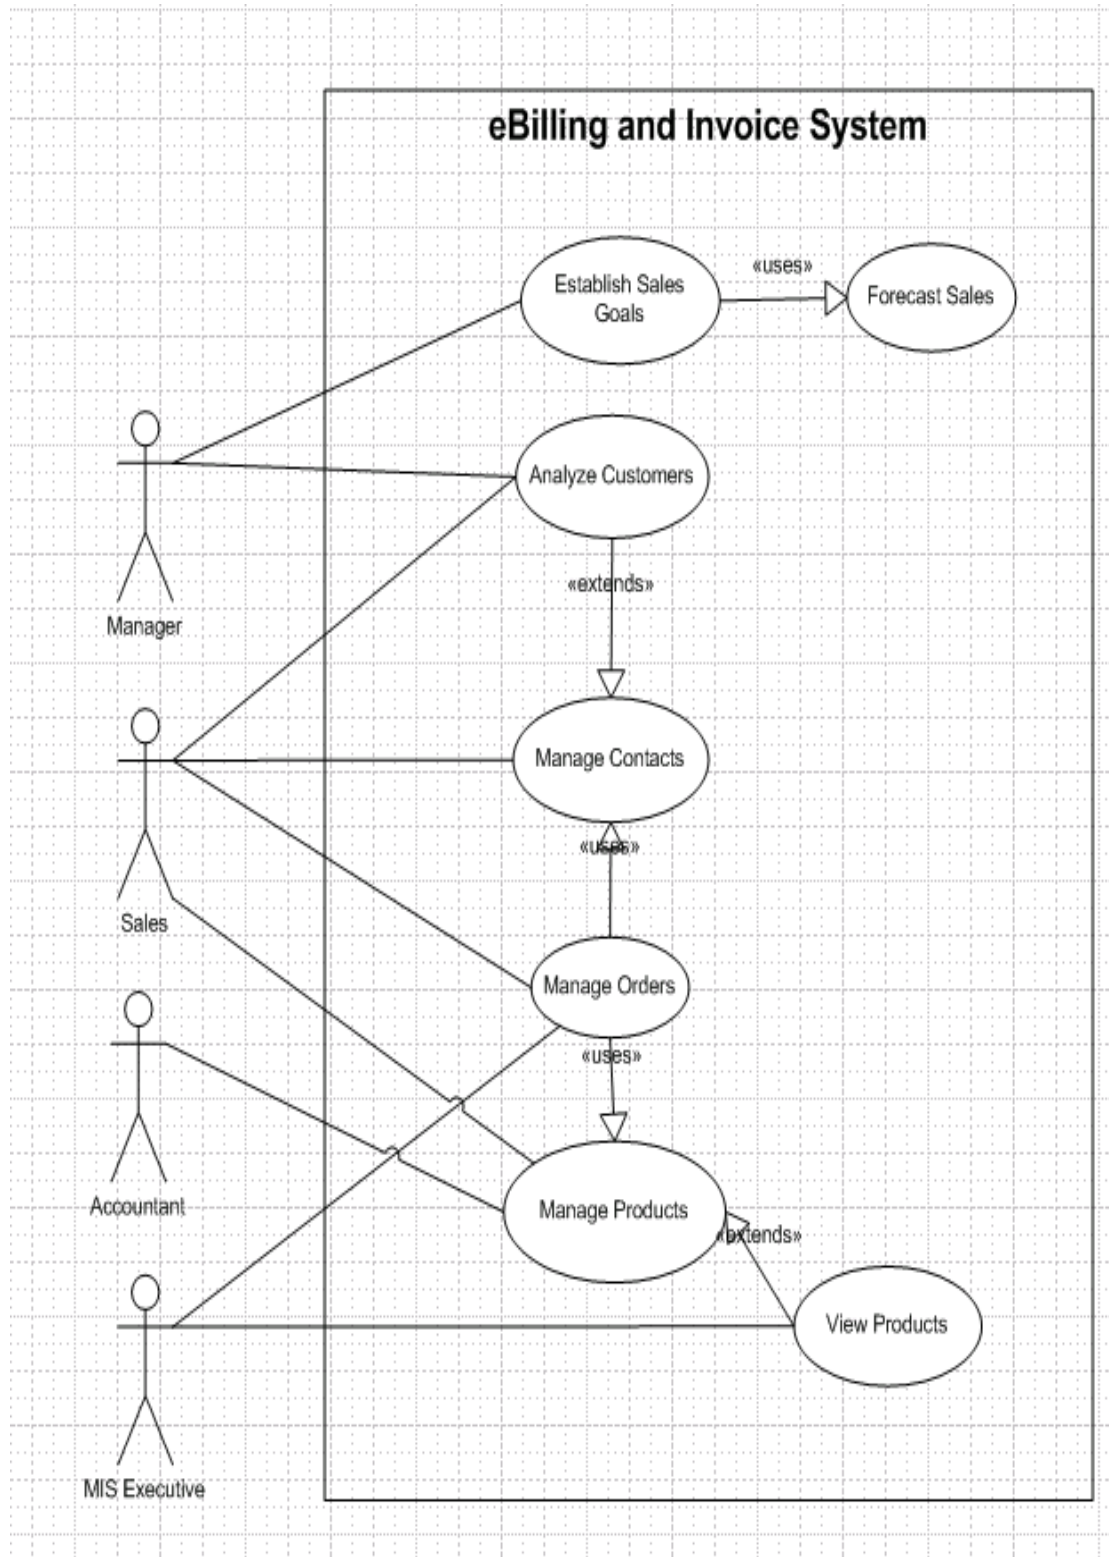 eBilling and Invoice System
Establish Sales
Goals
«uses»
Forecast Sales
Analyze Customers
«extends»
Manager
Manage Contacts
«uses»
Sales
Manage Orders
«uses»
Accountant
Manage Products
«extends»
View Products
MIS Executive